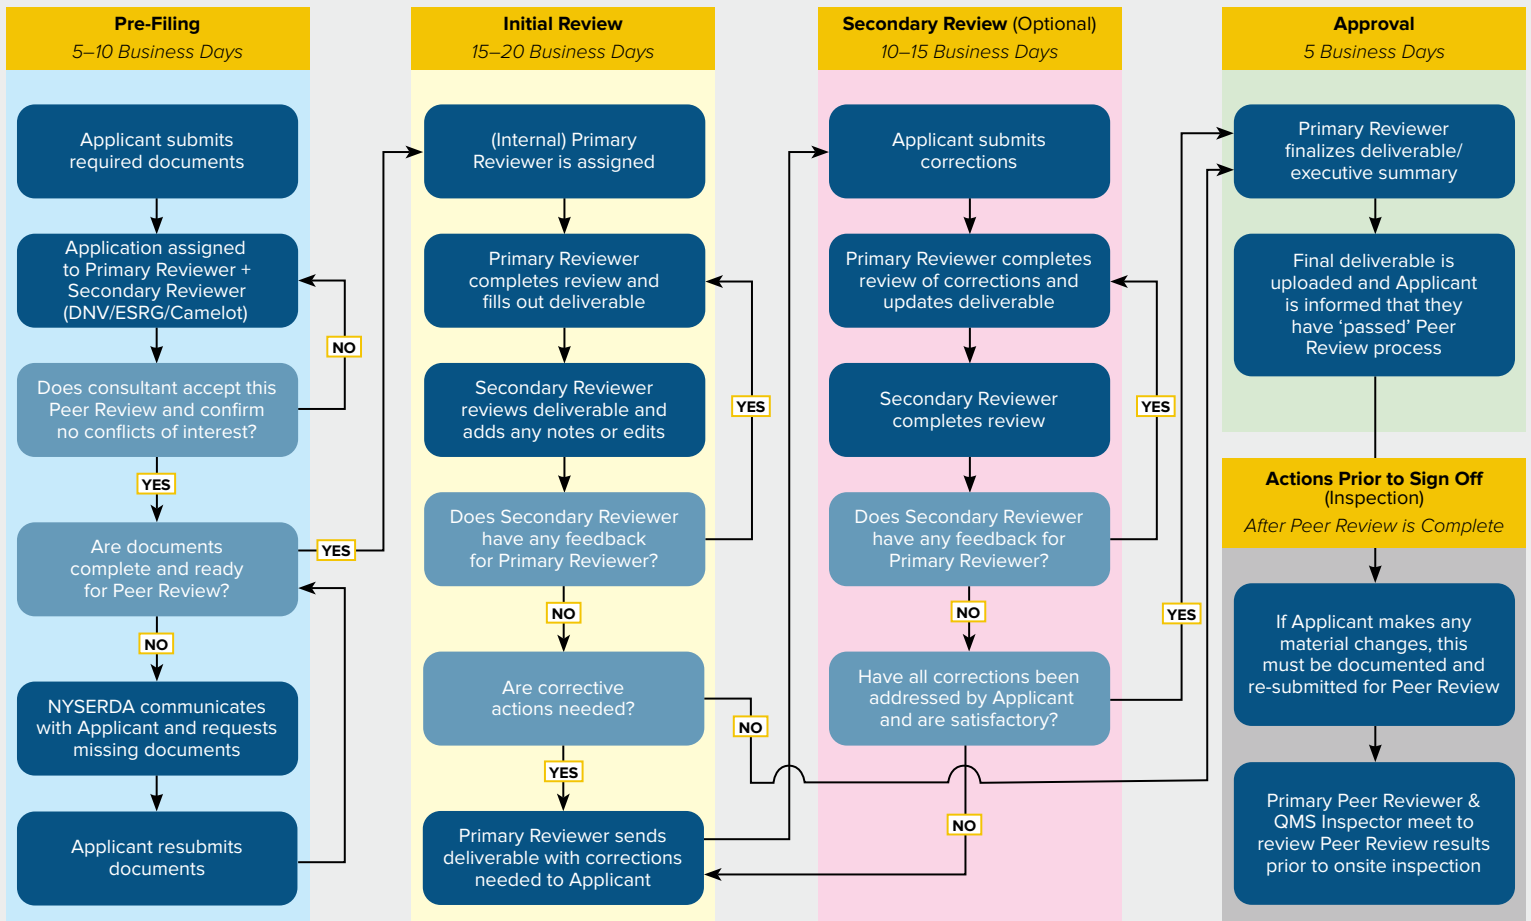 Pre-Filing
5–10 Business Days
Applicant submits
required documents
Application assigned
to Primary Reviewer +
Secondary Reviewer
(DNV/ESRG/Camelot)
NO
Does consultant accept this
Peer Review and confirm
no conflicts of interest?
YES
Are documents
complete and ready
for Peer Review?
YES
NO
NYSERDA communicates
with Applicant and requests
missing documents
Applicant resubmits
documents
Initial Review
15–20 Business Days
(Internal) Primary
Reviewer is assigned
Primary Reviewer
completes review and
fills out deliverable
Secondary Reviewer
reviews deliverable and
adds any notes or edits
YES
Does Secondary Reviewer
have any feedback
for Primary Reviewer?
NO
Are corrective
actions needed?
NO
YES
Primary Reviewer sends
deliverable with corrections
needed to Applicant
Secondary Review (Optional)
10–15 Business Days
Applicant submits
corrections
Primary Reviewer completes
review of corrections and
updates deliverable
Secondary Reviewer
completes review
YES
Does Secondary Reviewer
have any feedback for
Primary Reviewer?
NO
YES
Have all corrections been
addressed by Applicant
and are satisfactory?
NO
Approval
5 Business Days
Primary Reviewer
finalizes deliverable/
executive summary
Final deliverable is
uploaded and Applicant
is informed that they
have ‘passed’ Peer
Review process
Actions Prior to Sign Off
(Inspection)
After Peer Review is Complete
If Applicant makes any
material changes, this
must be documented and
re-submitted for Peer Review
Primary Peer Reviewer &
QMS Inspector meet to
review Peer Review results
prior to onsite inspection